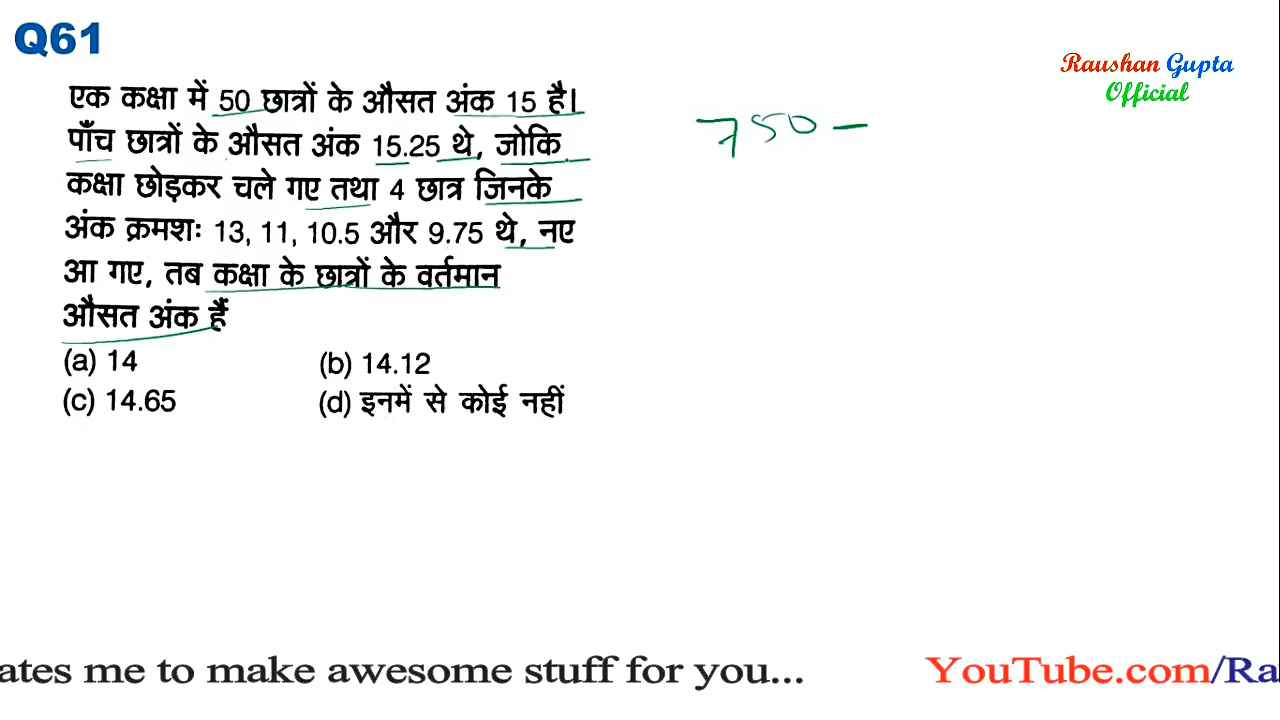 Q61
Raushan Gupta
Official
एक कक्षा में 50 छात्रों के औसत अंक 15 है।
पाँच छात्रों के औसत अंक 15.25 थे, जोकि
कक्षा छोड़कर चले गए तथा 4 छात्र जिनके
अंक क्रमशः 13, 11, 10.5 और 9.75 थे, नए
आ गए, तब कक्षा के छात्रों के वर्तमान
औसत अंक हैं
(a) 14 (b) 14.12
(c) 14.65 (d) इनमें से कोई नहीं
750 –
ates me to make awesome stuff for you... YouTube.com/Ra